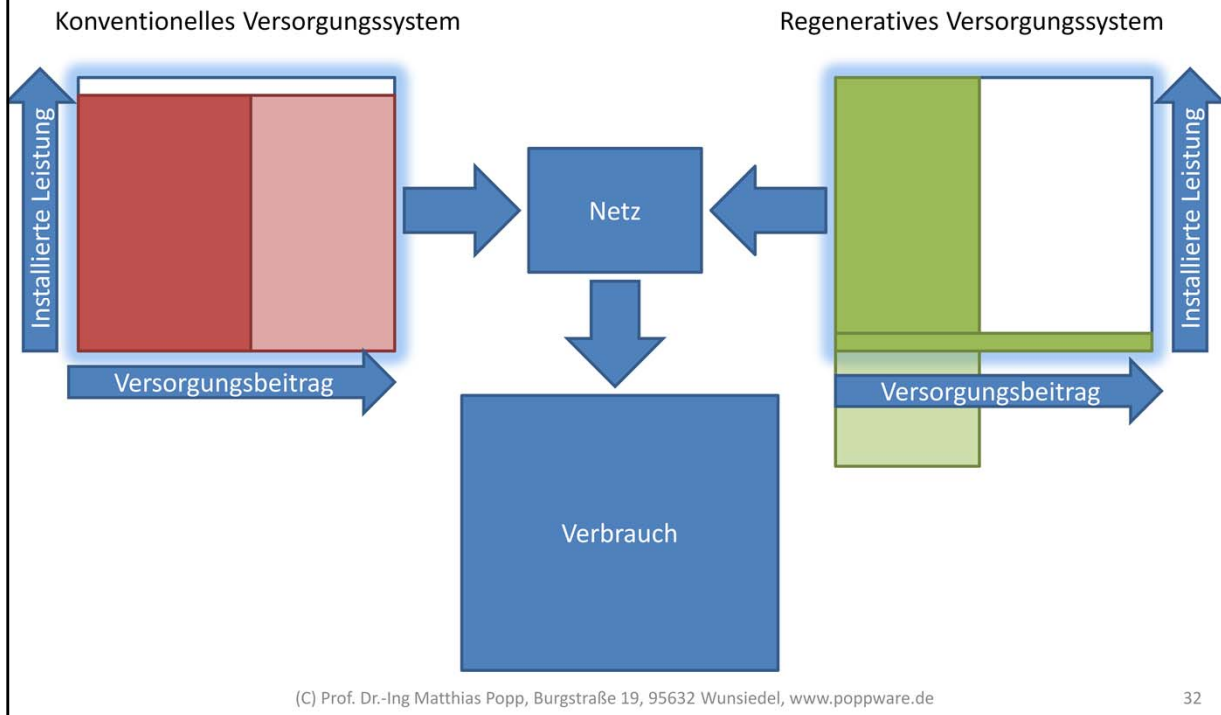 Konventionelles Versorgungssystem
Regeneratives Versorgungssystem
Installierte Leistung
Installierte Leistung
Netz
Versorgungsbeitrag
Versorgungsbeitrag
Verbrauch
(C) Prof. Dr.-Ing Matthias Popp, Burgstraße 19, 95632 Wunsiedel, www.poppware.de
32